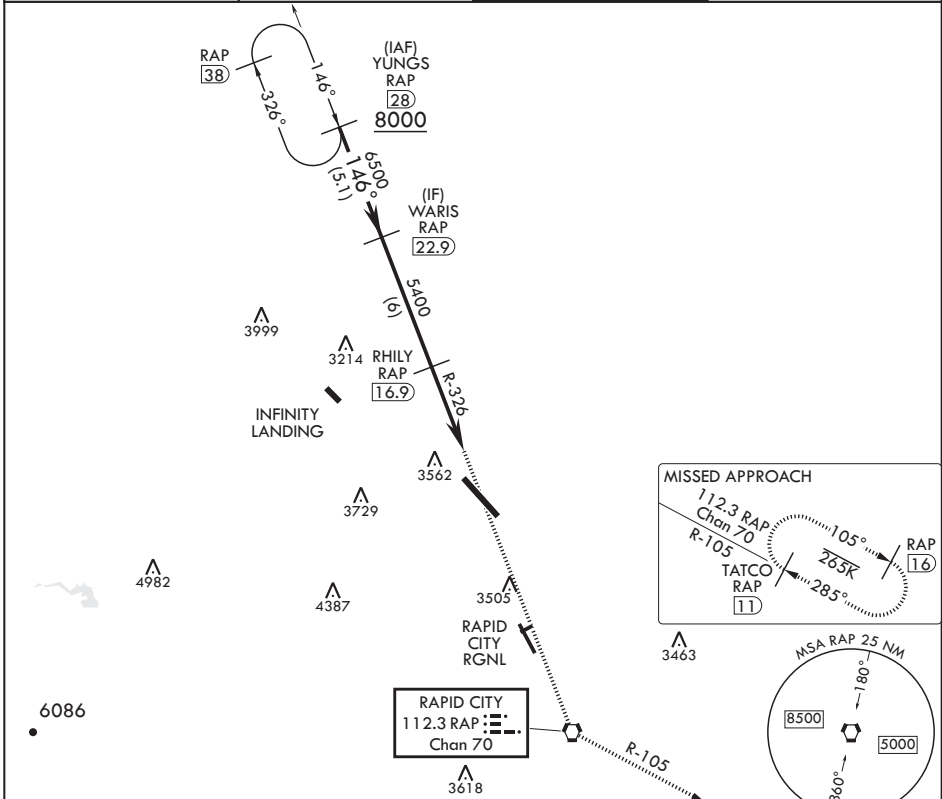 RAP
38
146°
326°
(IAF)
YUNGS
RAP
28
8000
6500
146°
(5.1)
(IF)
WARIS
RAP
22.9
5400
(6)
3999
3214
RHILY
RAP
16.9
R-326
INFINITY
LANDING
3562
3729
4982
4387
3505
RAPID
CITY
RGNL
MISSED APPROACH
112.3 RAP
Chan 70
R-105
105°
265K
285°
TATCO
RAP
11
RAP
16
3463
MSA RAP 25 NM
180°
8500
5000
360°
6086
RAPID CITY
112.3 RAP
Chan 70
R-105
3618